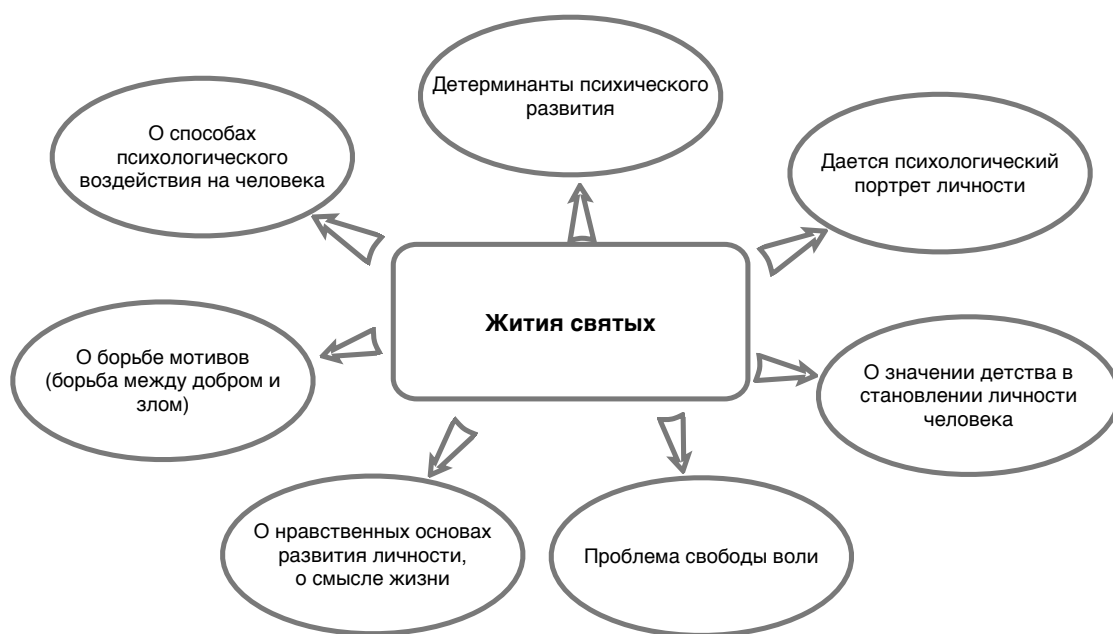 Детерминанты психического
развития
О способах
психологического
воздействия на человека
Дается психологический
портрет личности
Жития святых
О борьбе мотивов
(борьба между добром и
злом)
О значении детства в
становлении личности
человека
О нравственных основах
развития личности,
о смысле жизни
Проблема свободы воли